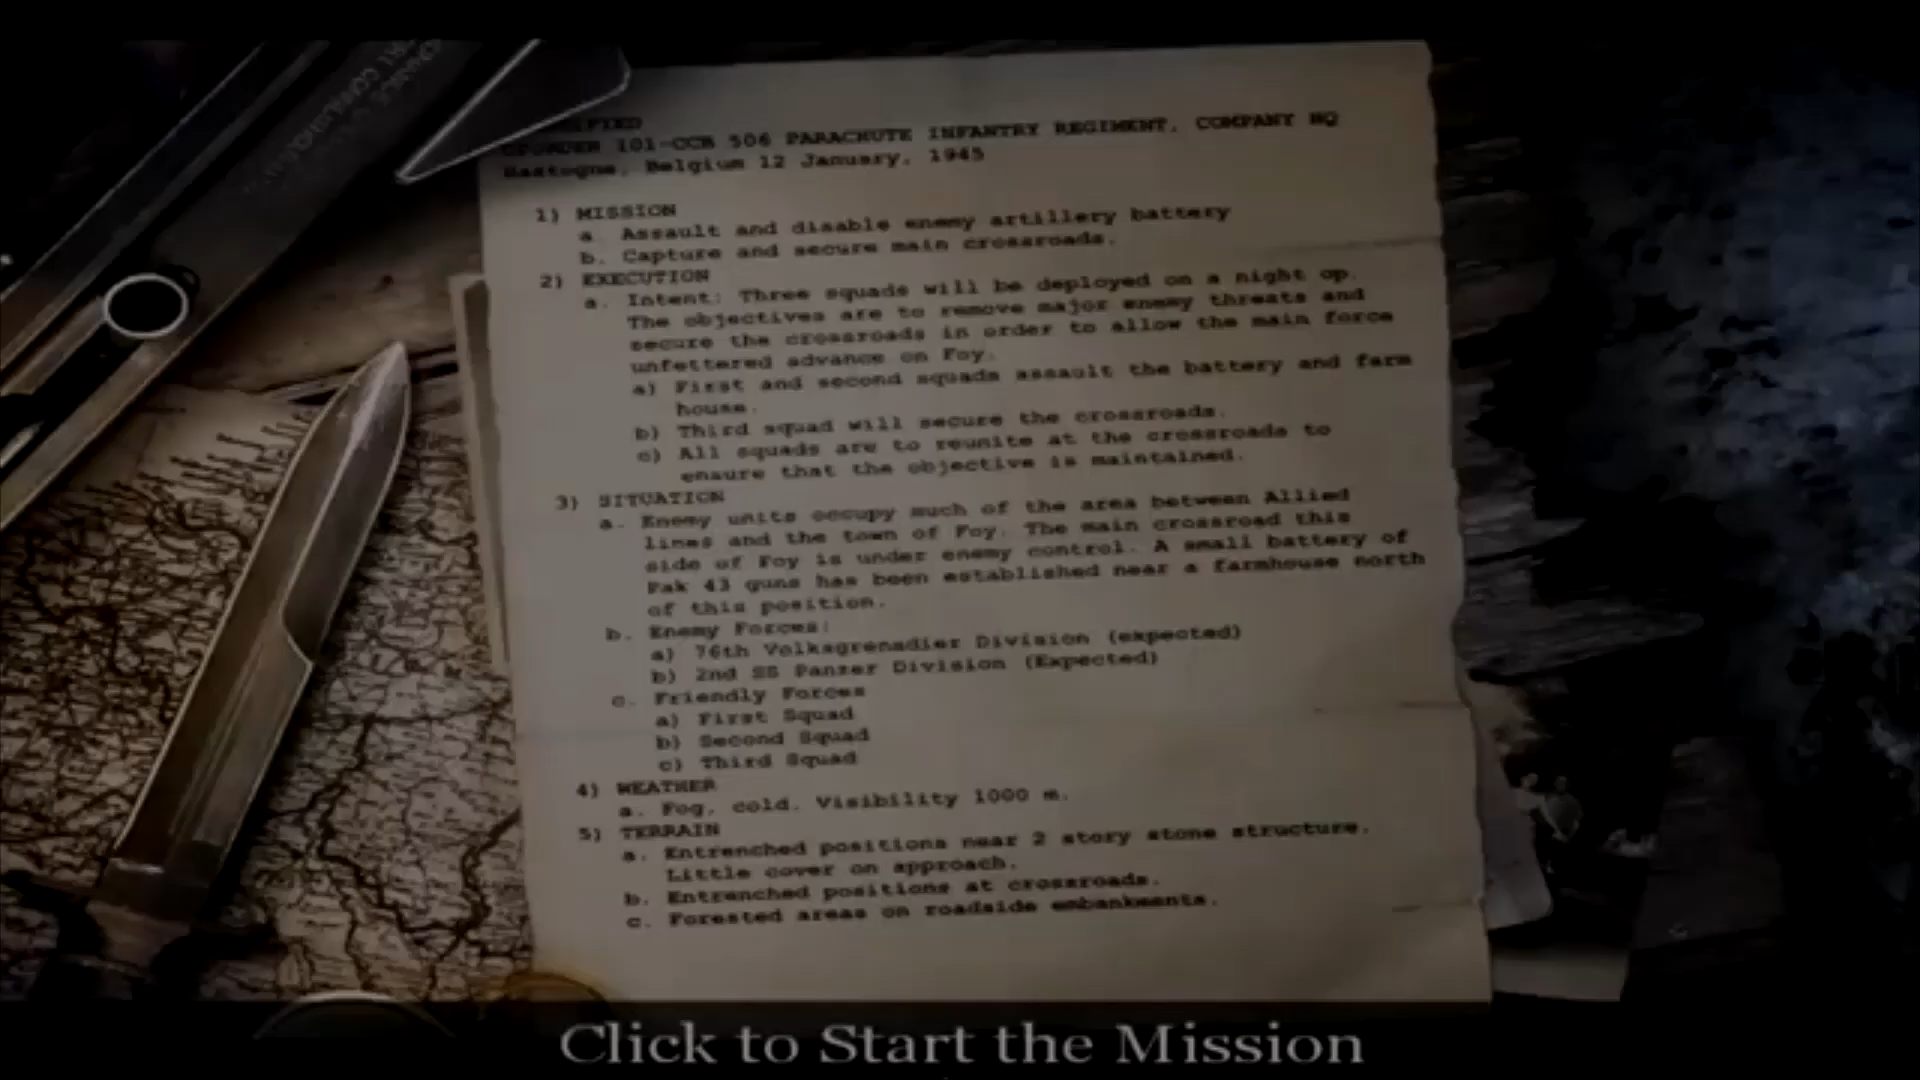 506 PARACHUTE INFANTRY REGIMENT, COMPANY HQ
Bastogne, Belgium 12 January, 1945
1) MISSION
a. Assault and disable enemy artillery battery
b. Capture and secure main crossroads.
2) EXECUTION
a. Intent: Three squads will be deployed on a night op.
The objectives are to remove major enemy threats and
secure the crossroads in order to allow the main force
unfettered advance on Foy.
a) First and second squads assault the battery and farm
house.
b) Third squad will secure the crossroads.
c) All squads are to reunite at the crossroads to
ensure that the objective is maintained.
3) SITUATION
a. Enemy units occupy much of the area between Allied
lines and the town of Foy. The main crossroad this
side of Foy is under enemy control. A small battery of
Pak 43 guns has been established near a farmhouse north
of this position.
b. Enemy Forces:
a) 76th Volksgrenadier Division (expected)
b) 2nd SS Panzer Division (Expected)
c. Friendly Forces
a) First Squad
b) Second Squad
c) Third Squad
4) WEATHER
a. Fog, cold. Visibility 1000 m.
5) TERRAIN
a. Entrenched positions near 2 story stone structure.
Little cover on approach.
b. Entrenched positions at crossroads.
c. Forested areas on roadside embankments.
Click to Start the Mission